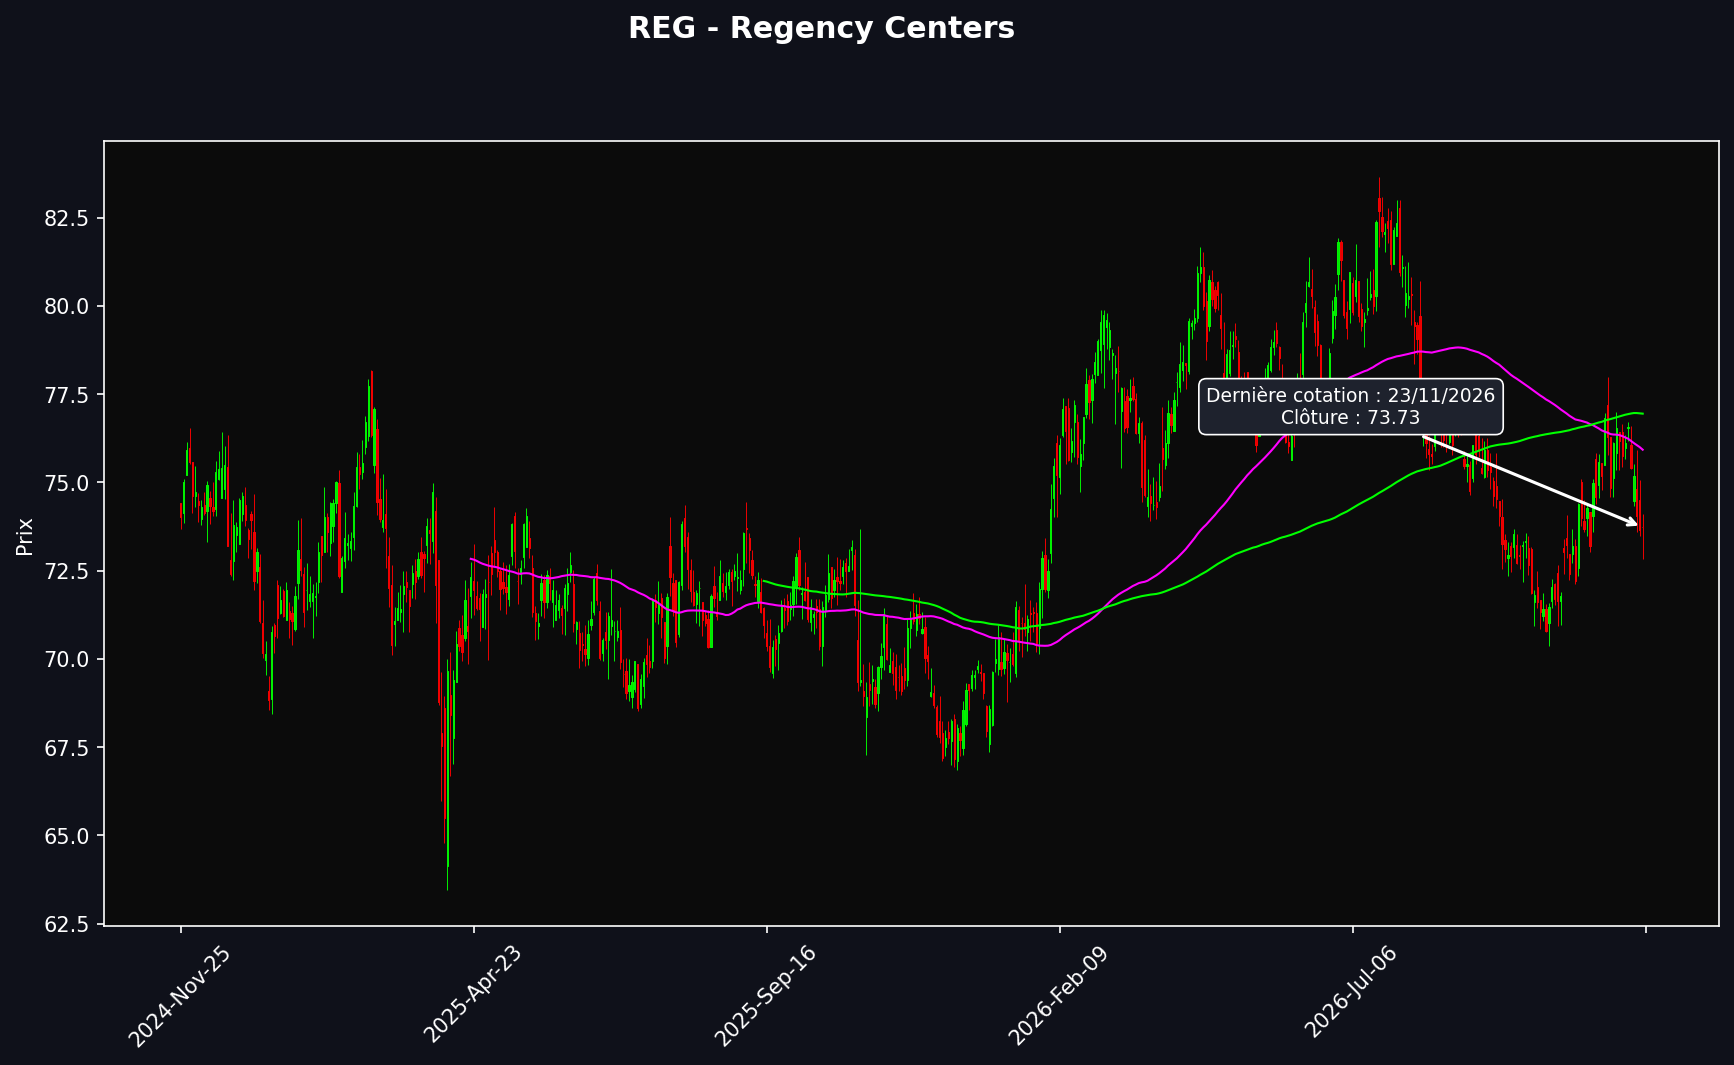 REG - Regency Centers
Prix
82.5
80.0
77.5
75.0
72.5
70.0
67.5
65.0
62.5
Dernière cotation : 23/11/2026
Clôture : 73.73
2024-Nov-25
2025-Apr-23
2025-Sep-16
2026-Feb-09
2026-Jul-06